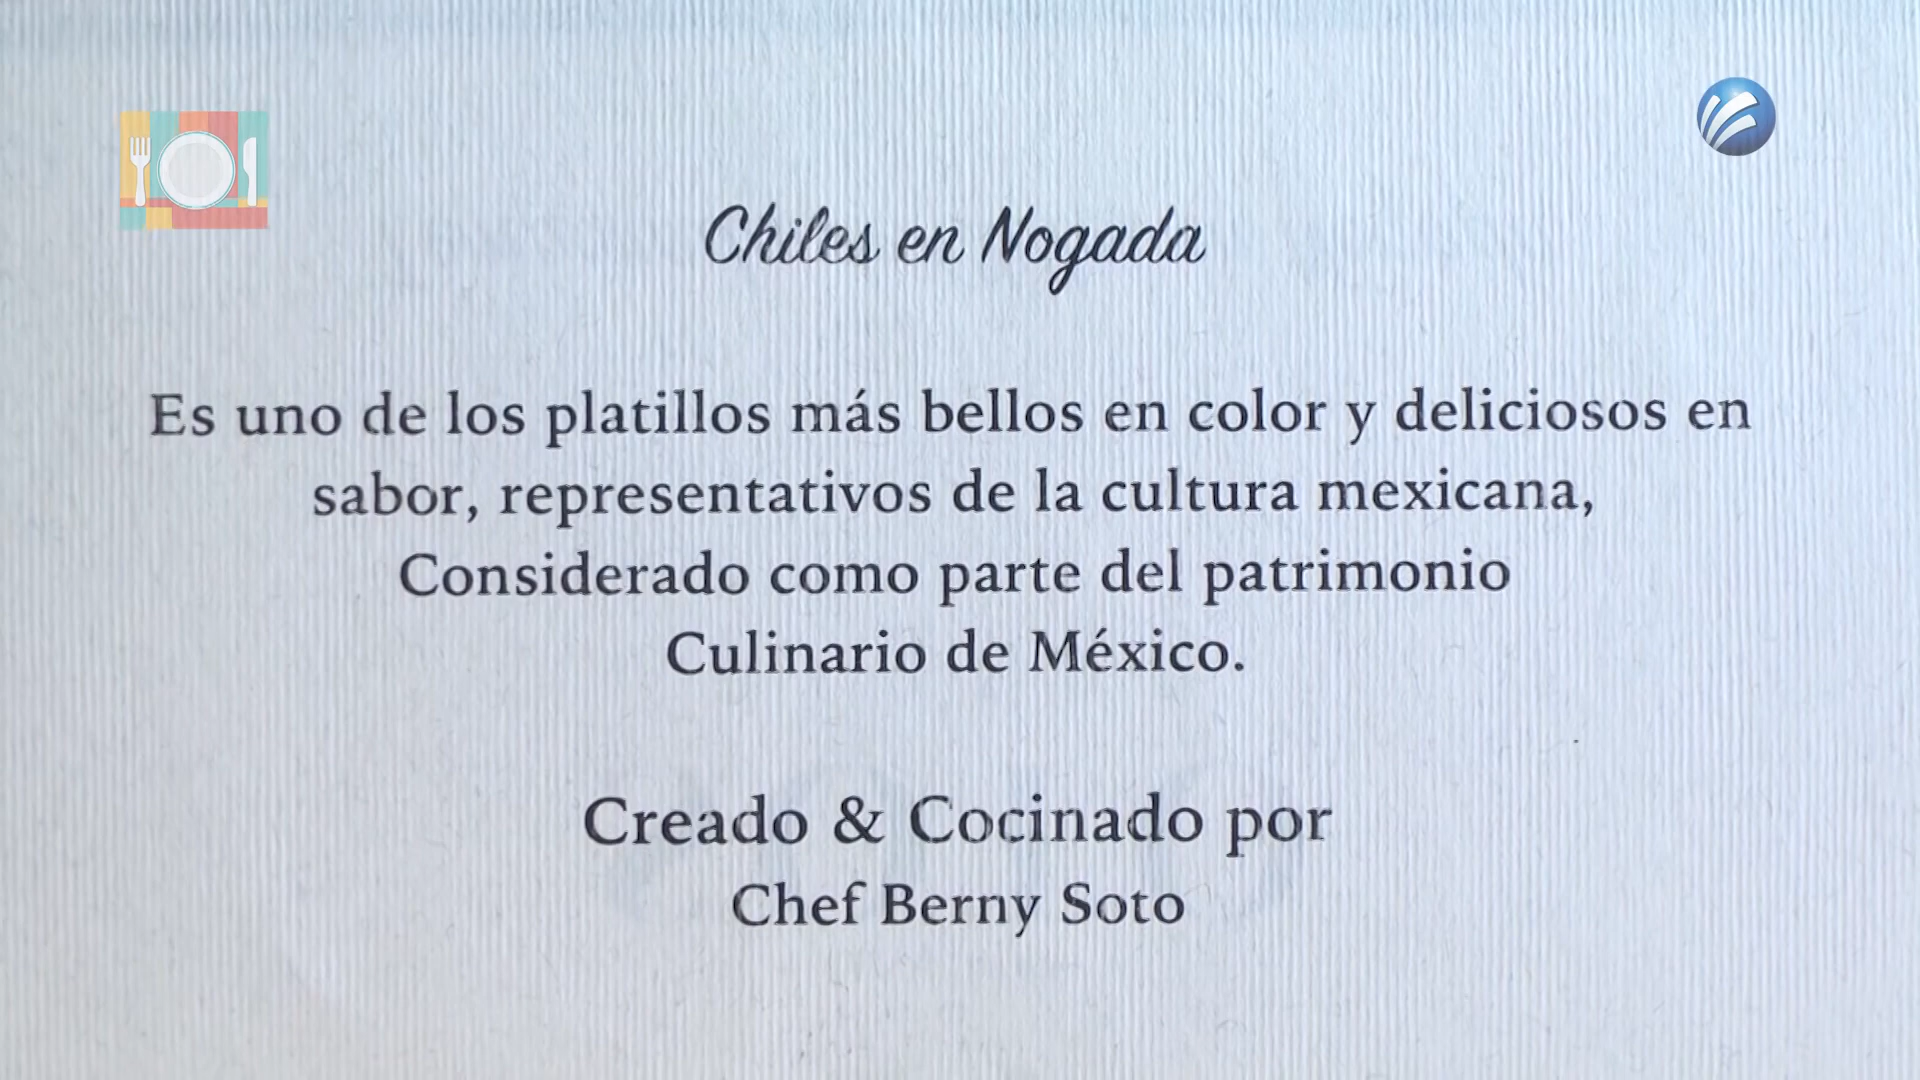 Chiles en Nogada
Es uno de los platillos más bellos en color y deliciosos en
sabor, representativos de la cultura mexicana,
Considerado como parte del patrimonio
Culinario de México.
Creado & Cocinado por
Chef Berny Soto